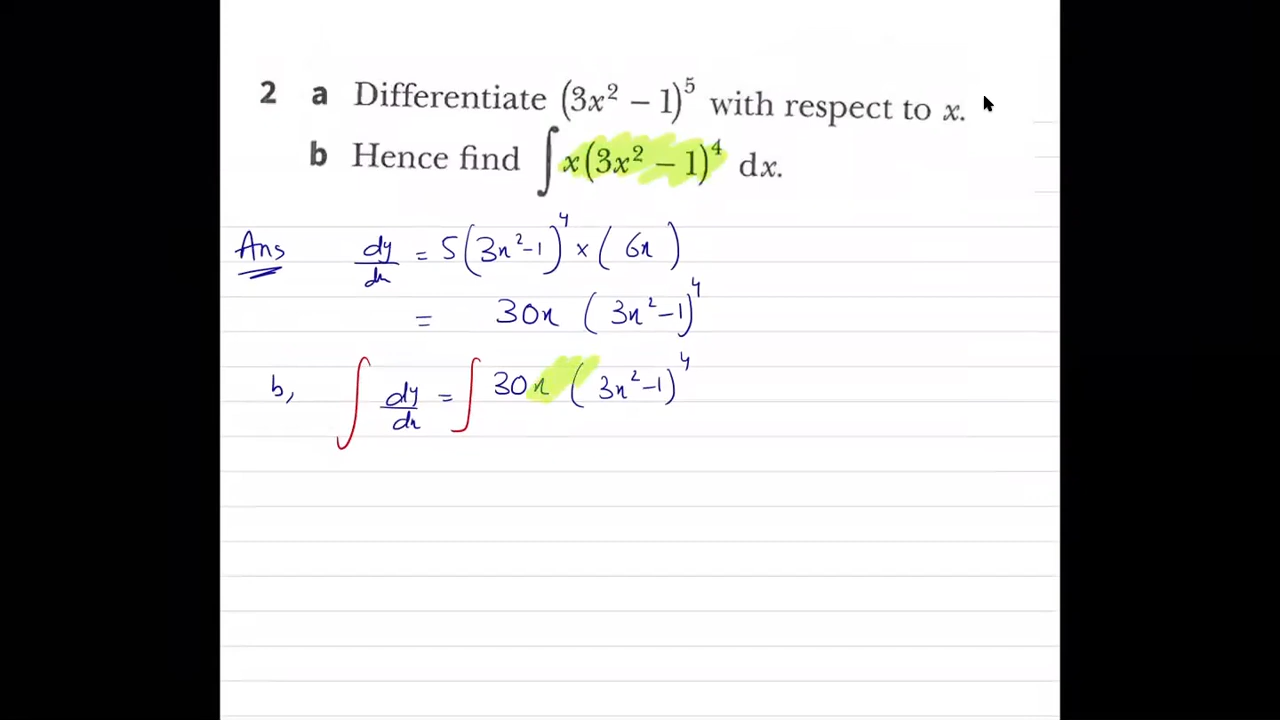 2 a Differentiate (3x² – 1)⁵ with respect to x.
b Hence find ∫x(3x² – 1)⁴ dx.
Ans dy/dx = 5(3x²-1)⁴ × (6x)
= 30x (3x²-1)⁴
b, ∫ dy/dx = ∫ 30x (3x²-1)⁴